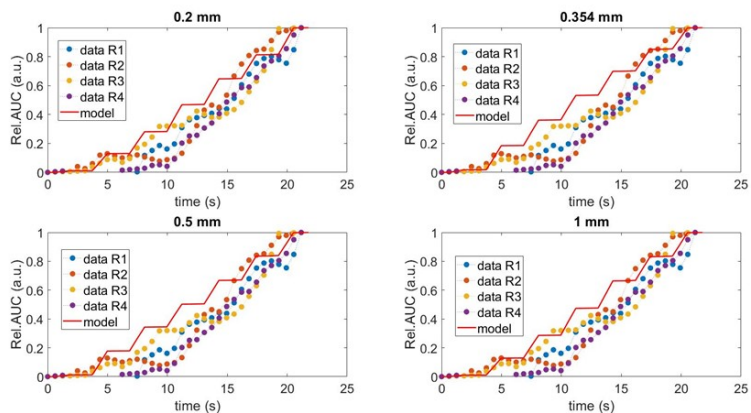 0.2 mm
1
0.8
0.6
0.4
0.2
0
Rel.AUC (a.u.)
data R1
data R2
data R3
data R4
model
0 5 10 15 20 25
time (s)
0.354 mm
1
0.8
0.6
0.4
0.2
0
Rel.AUC (a.u.)
data R1
data R2
data R3
data R4
model
0 5 10 15 20 25
time (s)
0.5 mm
1
0.8
0.6
0.4
0.2
0
Rel.AUC (a.u.)
data R1
data R2
data R3
data R4
model
0 5 10 15 20 25
time (s)
1 mm
1
0.8
0.6
0.4
0.2
0
Rel.AUC (a.u.)
data R1
data R2
data R3
data R4
model
0 5 10 15 20 25
time (s)